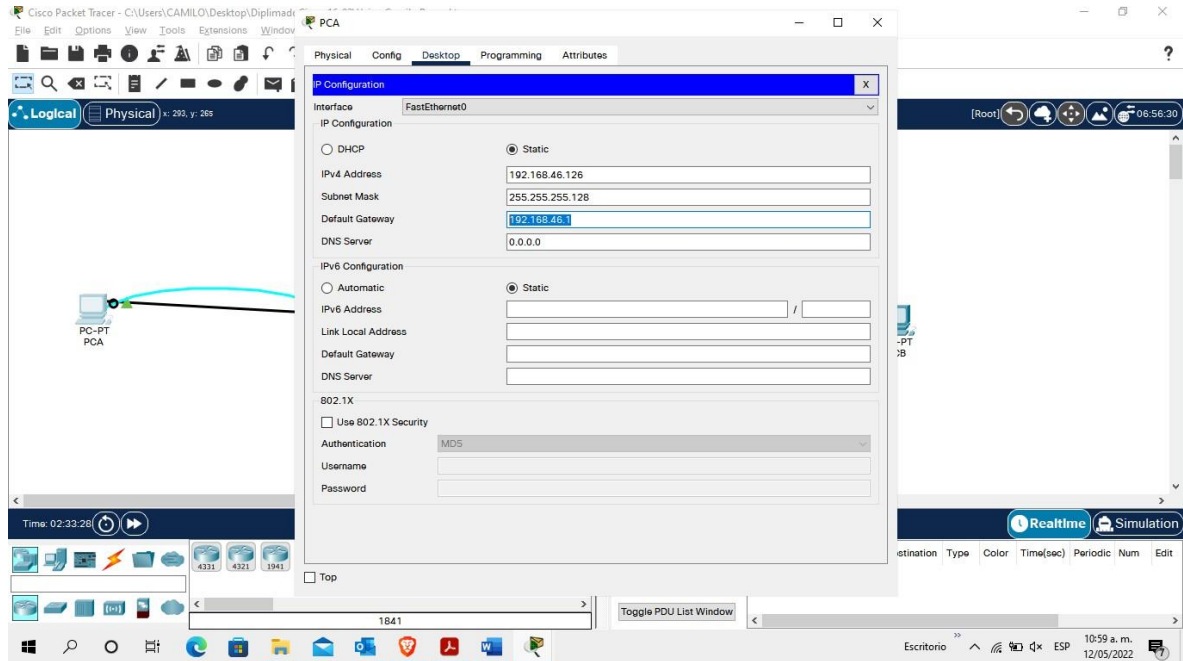 Cisco Packet Tracer - C:\Users\CAMILO\Desktop\Diplimado
File Edit Options View Tools Extensions Window
PCA
Physical Config Desktop Programming Attributes
?
IP Configuration X
Interface FastEthernet0
IP Configuration
DHCP Static
IPv4 Address 192.168.46.126
Subnet Mask 255.255.255.128
Default Gateway 192.168.46.1
DNS Server 0.0.0.0
IPv6 Configuration
Automatic Static
IPv6 Address /
Link Local Address
Default Gateway
DNS Server
802.1X
Use 802.1X Security
Authentication MD5
Username
Password
Top
Logical Physical x: 293, y: 265
[Root] 06:56:30
PC-PT
PCA
-PT
Time: 02:33:28
Realtime Simulation
4331 4321 1941
1841
Type Color Time(sec) Periodic Num Edit
Toggle PDU List Window
Escritorio ESP
10:59 a. m.
12/05/2022